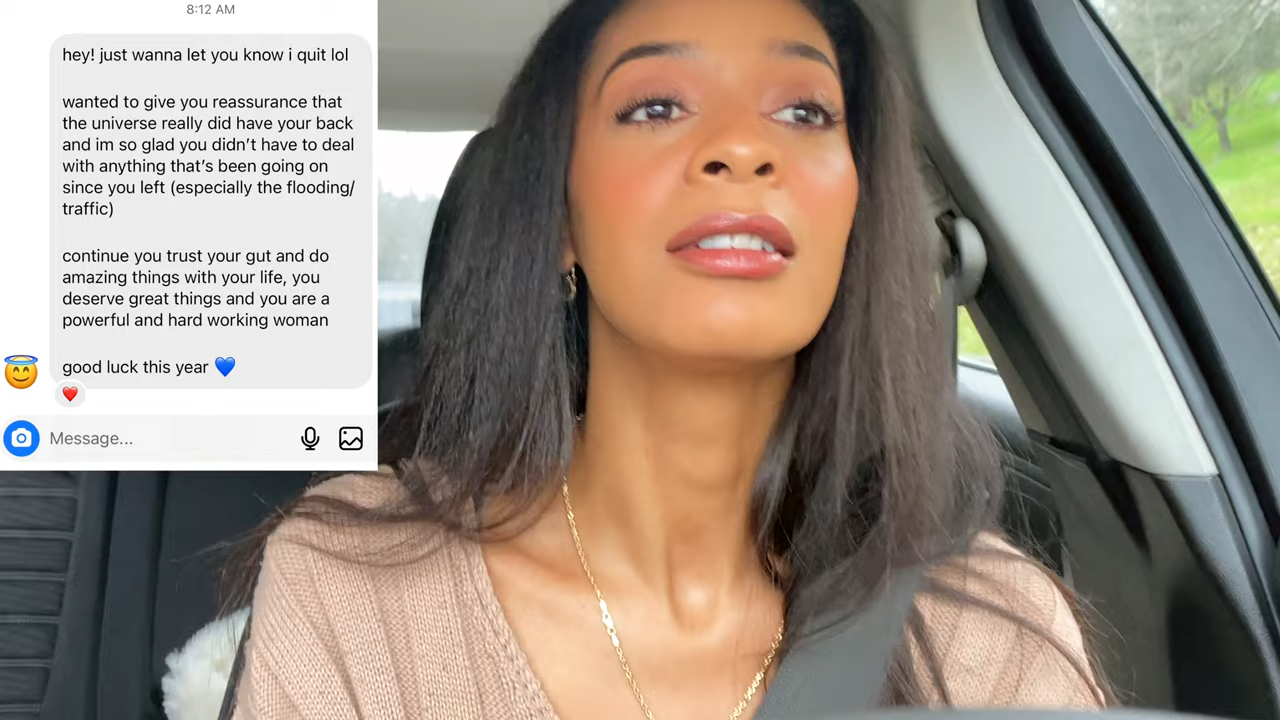 8:12 AM
hey! just wanna let you know i quit lol
wanted to give you reassurance that
the universe really did have your back
and im so glad you didn’t have to deal
with anything that’s been going on
since you left (especially the flooding/
traffic)
continue you trust your gut and do
amazing things with your life, you
deserve great things and you are a
powerful and hard working woman
good luck this year 💙
Message...